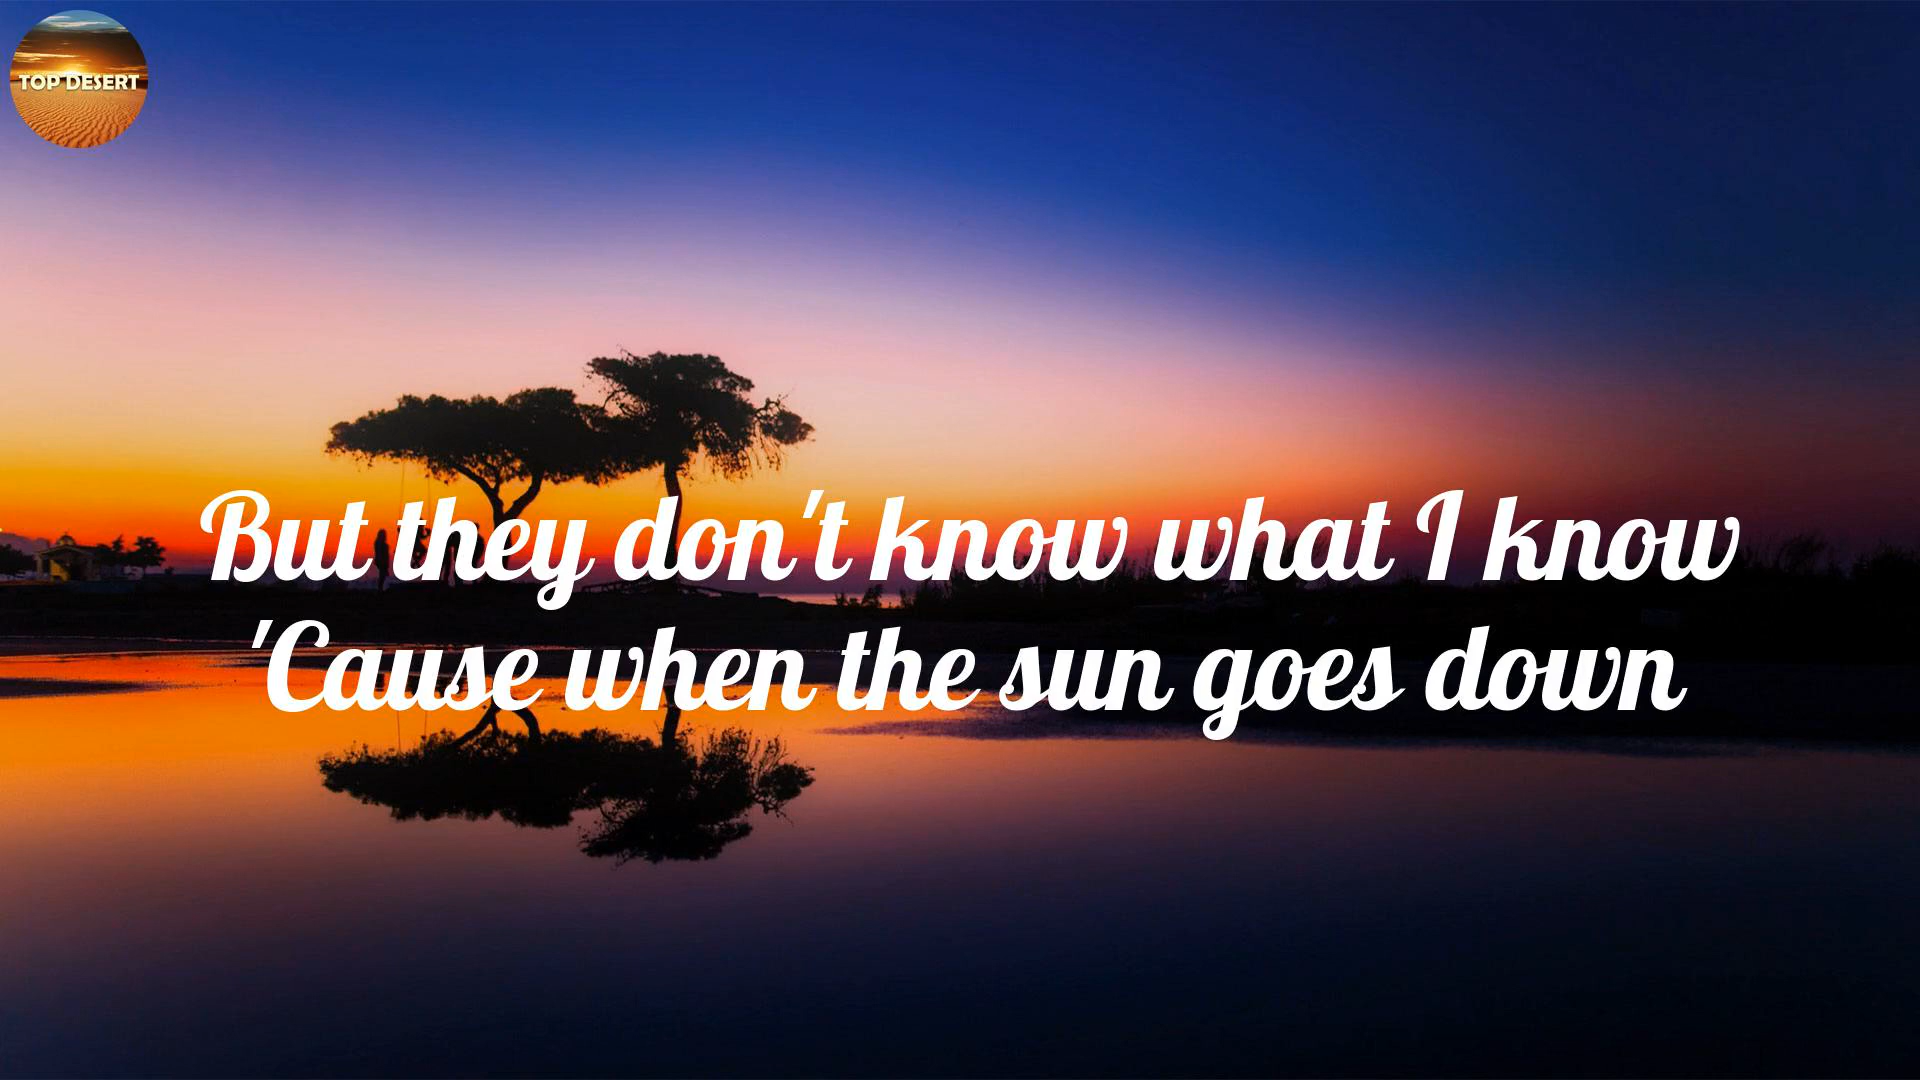 TOP DESERT
But they don't know what I know
'Cause when the sun goes down